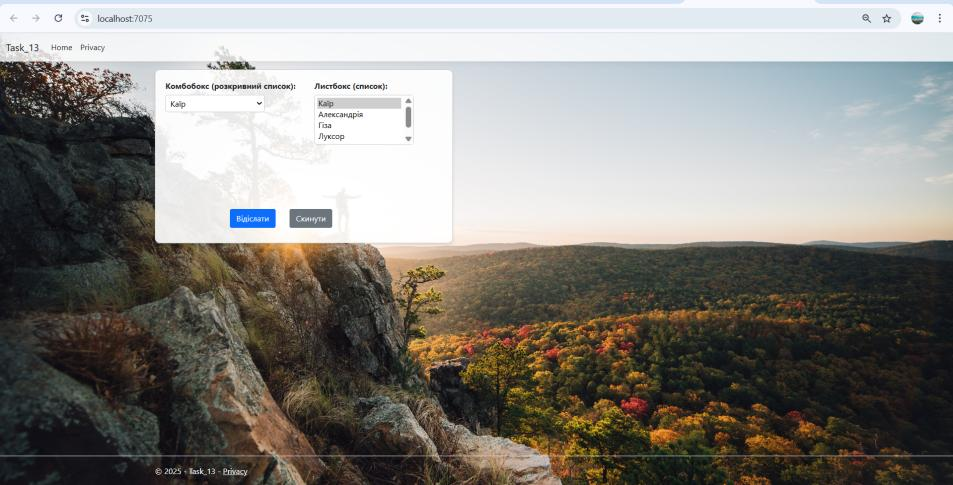 localhost:7075
Task_13 Home Privacy
Комбобокс (розкривний список): Листбокс (список):
Каїр Каїр
Александрія
Гіза
Луксор
Відіслати Скинути
© 2025 - Task_13 - Privacy